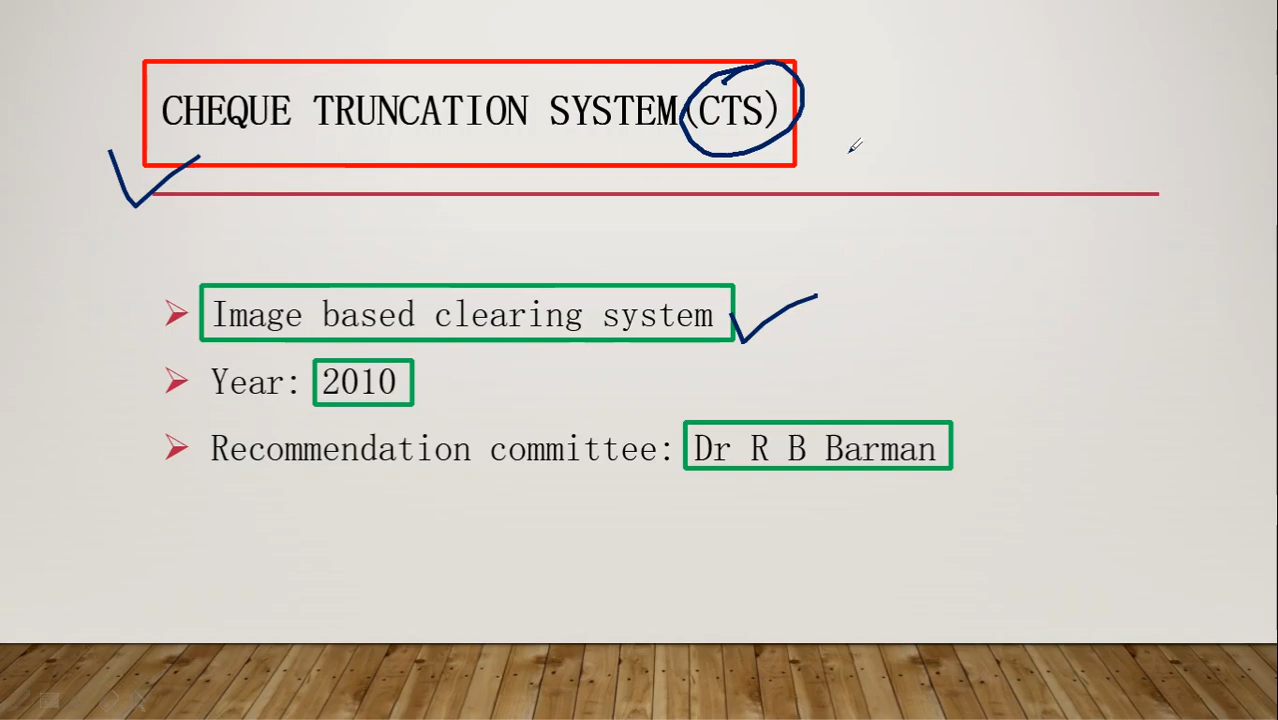 CHEQUE TRUNCATION SYSTEM(CTS)
Image based clearing system
Year: 2010
Recommendation committee: Dr R B Barman